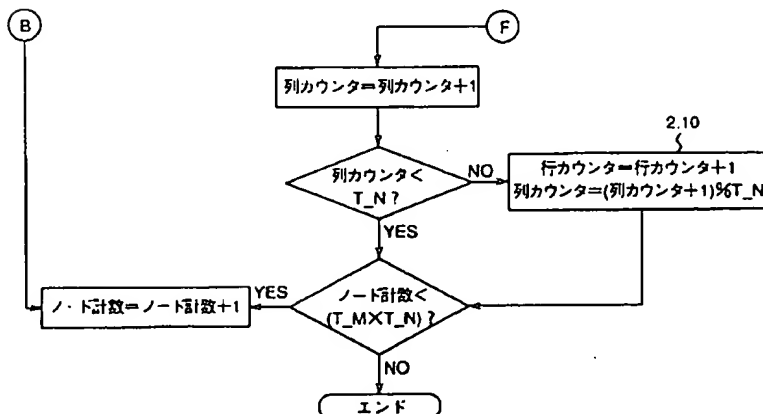 B
F
列カウンタ=列カウンタ+1
2.10
列カウンタ<
T_N?
NO
行カウンタ=行カウンタ+1
列カウンタ=(列カウンタ+1)%T_N
YES
ノード計数<
(T_M×T_N)?
YES
ノ・ド計数=ノード計数+1
NO
エンド